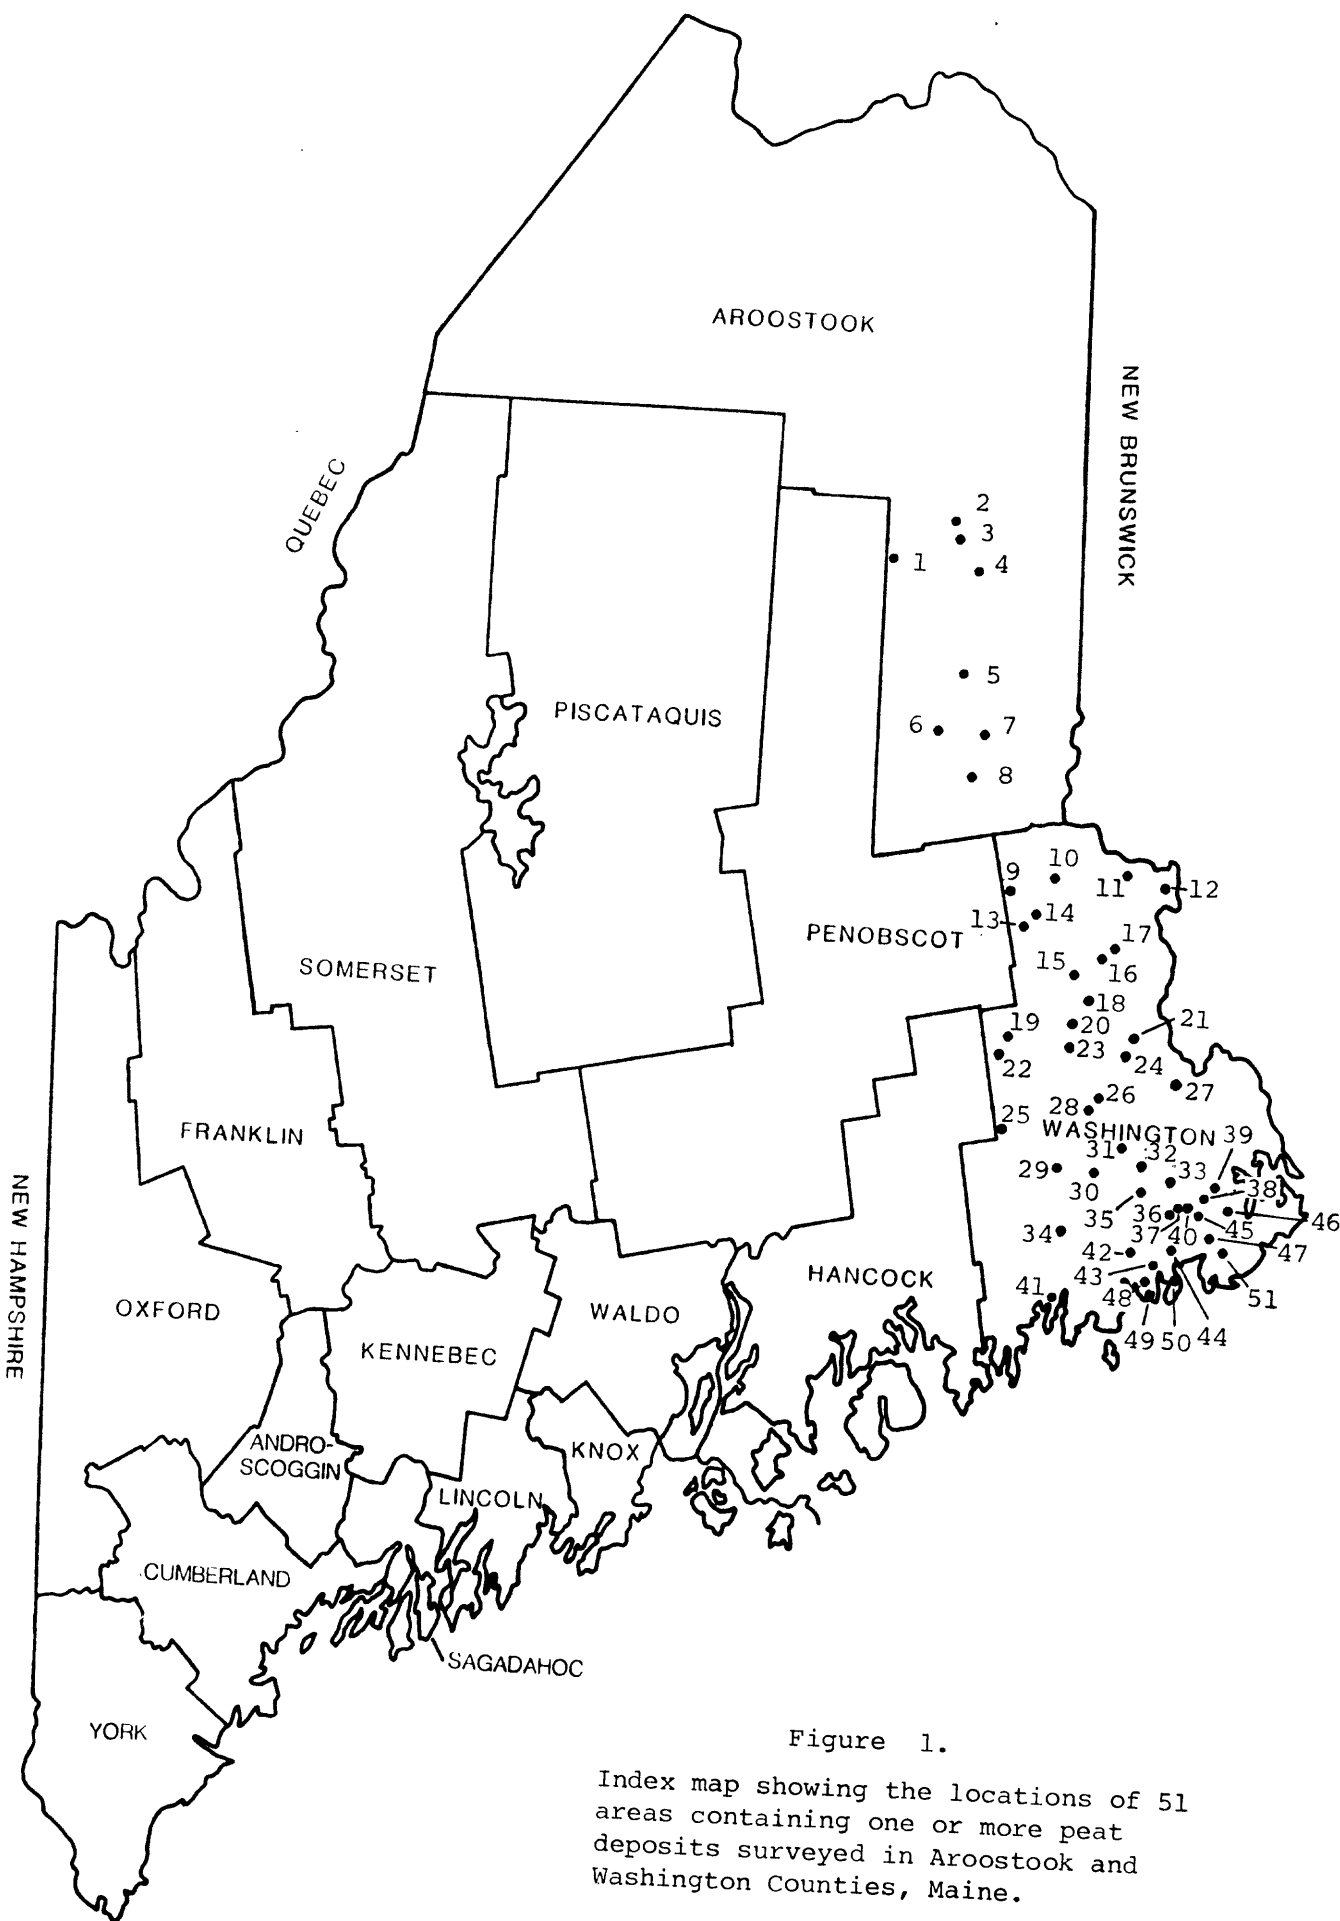 AROOSTOOK
NEW BRUNSWICK
QUEBEC
2
3
1
4
5
PISCATAQUIS
6
7
8
9
10
11
12
13
14
PENOBSCOT
17
SOMERSET
15
16
18
19
20
21
22
23
24
27
26
28
25
FRANKLIN
WASHINGTON
39
31
32
33
29
30
38
35
36
37
40
45
46
34
42
47
43
NEW HAMPSHIRE
OXFORD
HANCOCK
41
48
51
WALDO
49
50
44
KENNEBEC
ANDRO-
SCOGGIN
KNOX
LINCOLN
CUMBERLAND
SAGADAHOC
YORK
Figure 1.
Index map showing the locations of 51
areas containing one or more peat
deposits surveyed in Aroostook and
Washington Counties, Maine.